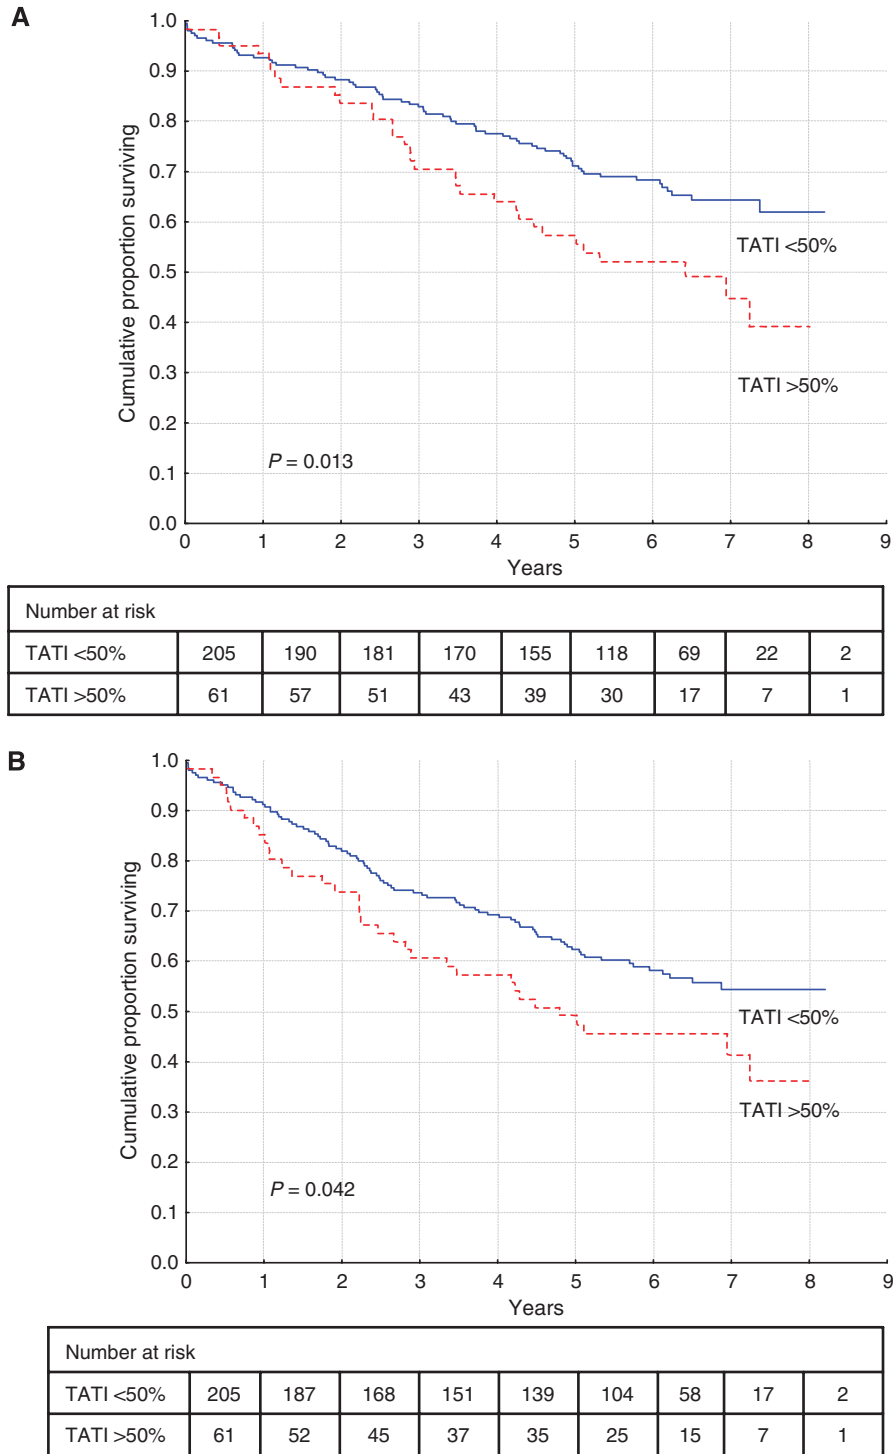 A
Cumulative proportion surviving
1.0
0.9
0.8
0.7
0.6
0.5
0.4
0.3
0.2
0.1
0.0
TATI <50%
TATI >50%
P = 0.013
0 1 2 3 4 5 6 7 8 9
Years
Number at risk
TATI <50% 205 190 181 170 155 118 69 22 2
TATI >50% 61 57 51 43 39 30 17 7 1
B
Cumulative proportion surviving
1.0
0.9
0.8
0.7
0.6
0.5
0.4
0.3
0.2
0.1
0.0
TATI <50%
TATI >50%
P = 0.042
0 1 2 3 4 5 6 7 8 9
Years
Number at risk
TATI <50% 205 187 168 151 139 104 58 17 2
TATI >50% 61 52 45 37 35 25 15 7 1